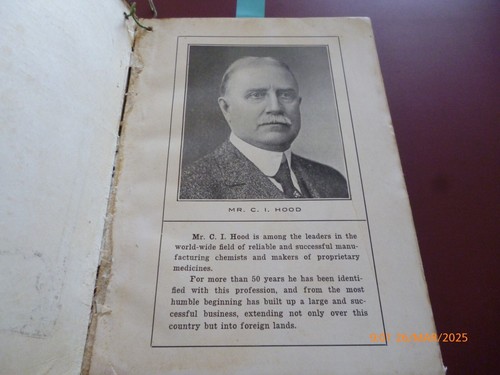 MR. C. I. HOOD
Mr. C. I. Hood is among the leaders in the
world-wide field of reliable and successful manu-
facturing chemists and makers of proprietary
medicines.
For more than 50 years he has been identi-
fied with this profession, and from the most
humble beginning has built up a large and suc-
cessful business, extending not only over this
country but into foreign lands.
2025